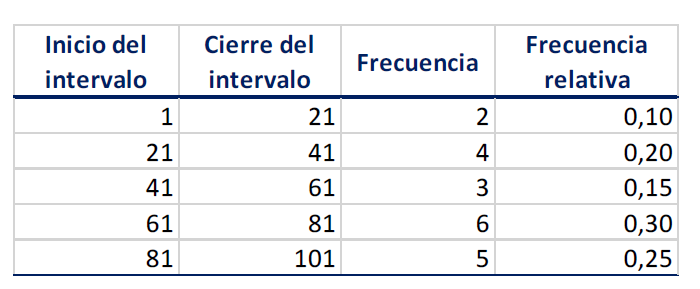 Inicio del intervalo Cierre del intervalo Frecuencia Frecuencia relativa
1 21 2 0,10
21 41 4 0,20
41 61 3 0,15
61 81 6 0,30
81 101 5 0,25